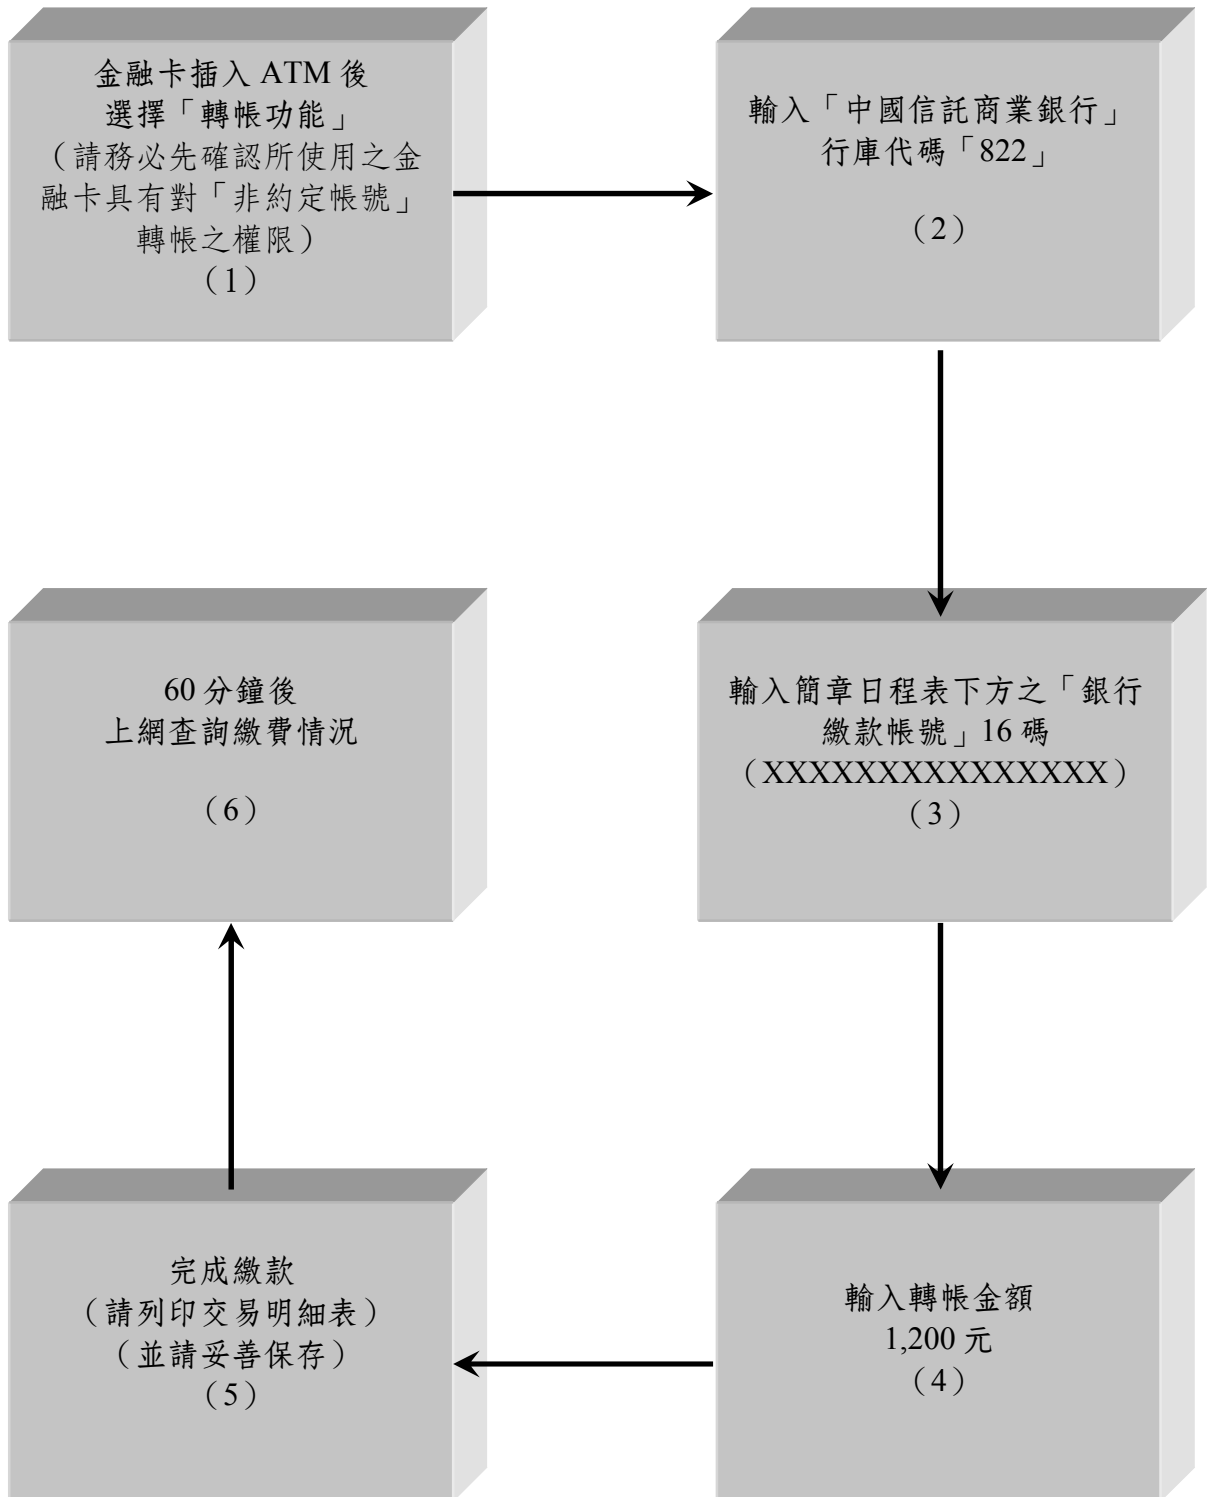 金融卡插入 ATM 後
選擇「轉帳功能」
（請務必先確認所使用之金
融卡具有對「非約定帳號」
轉帳之權限）
（1）
輸入「中國信託商業銀行」
行庫代碼「822」
（2）
輸入簡章日程表下方之「銀行
繳款帳號」16 碼
（XXXXXXXXXXXXXXX）
（3）
輸入轉帳金額
1,200 元
（4）
完成繳款
（請列印交易明細表）
（並請妥善保存）
（5）
60 分鐘後
上網查詢繳費情況
（6）